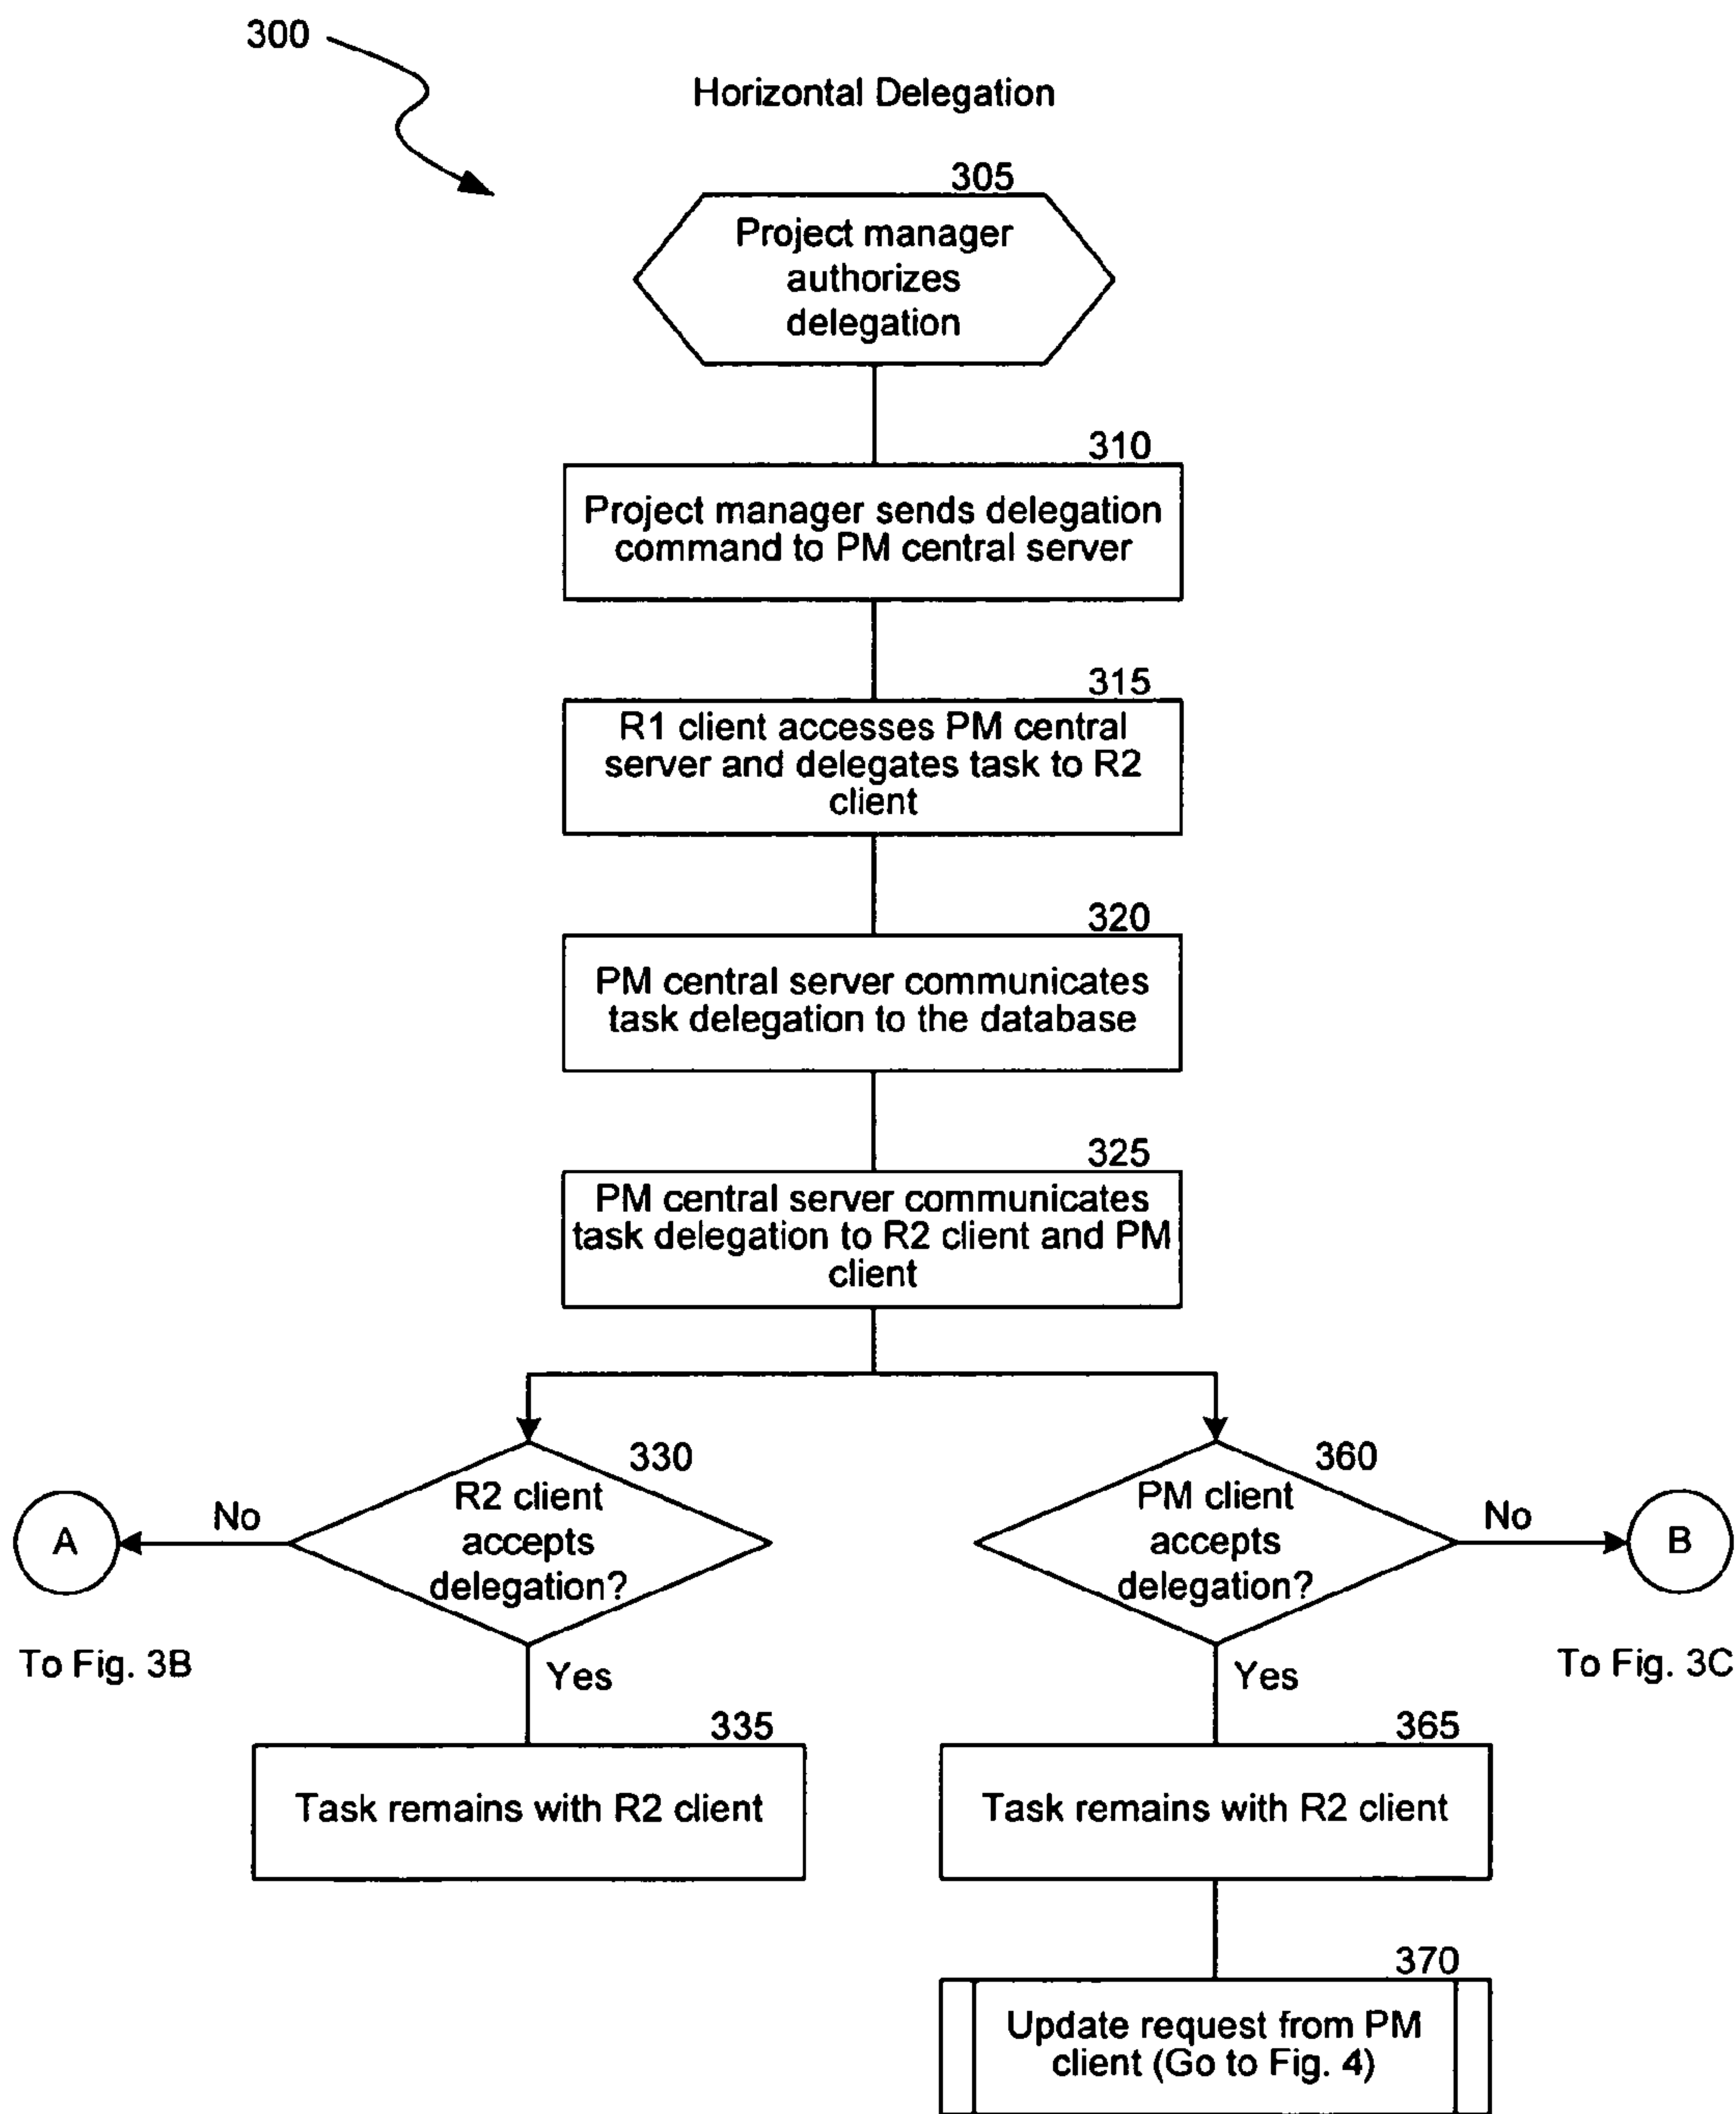 300
Horizontal Delegation
305
Project manager
authorizes
delegation
310
Project manager sends delegation
command to PM central server
315
R1 client accesses PM central
server and delegates task to R2
client
320
PM central server communicates
task delegation to the database
325
PM central server communicates
task delegation to R2 client and PM
client
330
R2 client
accepts
delegation?
No
A
To Fig. 3B
Yes
360
PM client
accepts
delegation?
No
B
To Fig. 3C
Yes
335
Task remains with R2 client
365
Task remains with R2 client
370
Update request from PM
client (Go to Fig. 4)